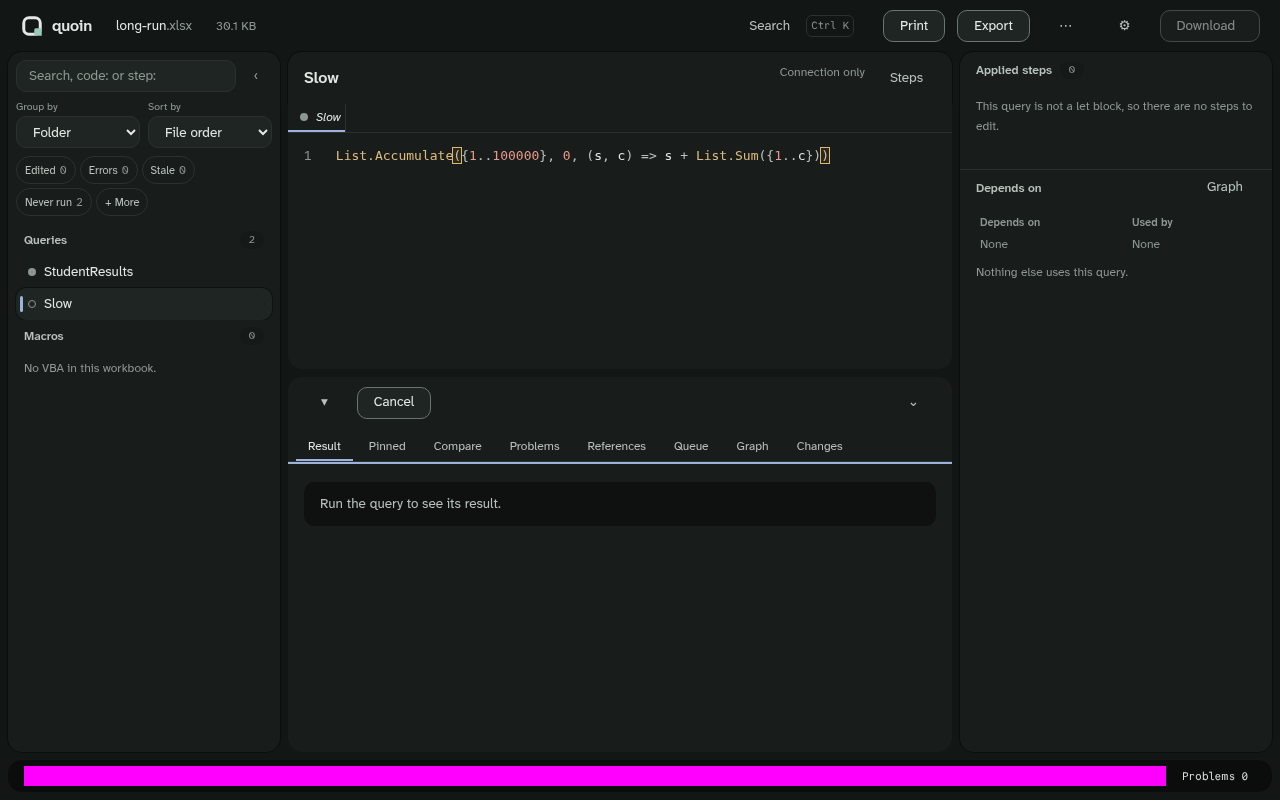 quoin long-run.xlsx 30.1 KB Search Ctrl K Print Export ⋯ ⚙ Download
Search, code: or step: ‹
Group by Sort by
Folder File order
Edited 0 Errors 0 Stale 0
Never run 2 + More
Queries 2
StudentResults
Slow
Macros 0
No VBA in this workbook.
Slow Connection only Steps
Slow
1 List.Accumulate({1..100000}, 0, (s, c) => s + List.Sum({1..c}))
▼ Cancel ⌄
Result Pinned Compare Problems References Queue Graph Changes
Run the query to see its result.
Applied steps 0
This query is not a let block, so there are no steps to
edit.
Depends on Graph
Depends on Used by
None None
Nothing else uses this query.
Problems 0